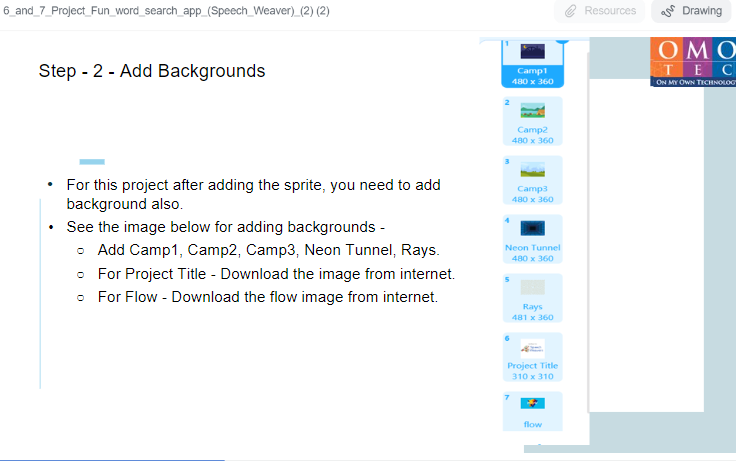 6_and_7_Project_Fun_word_search_app_(Speech_Weaver)_(2) (2)
Resources
Drawing
Step - 2 - Add Backgrounds
• For this project after adding the sprite, you need to add
background also.
• See the image below for adding backgrounds -
○ Add Camp1, Camp2, Camp3, Neon Tunnel, Rays.
○ For Project Title - Download the image from internet.
○ For Flow - Download the flow image from internet.
1
Camp1
480 x 360
2
Camp2
480 x 360
3
Camp3
480 x 360
4
Neon Tunnel
480 x 360
5
Rays
481 x 360
6
Project Title
310 x 310
7
flow
OMO
TEC
ON MY OWN TECHNOLOG